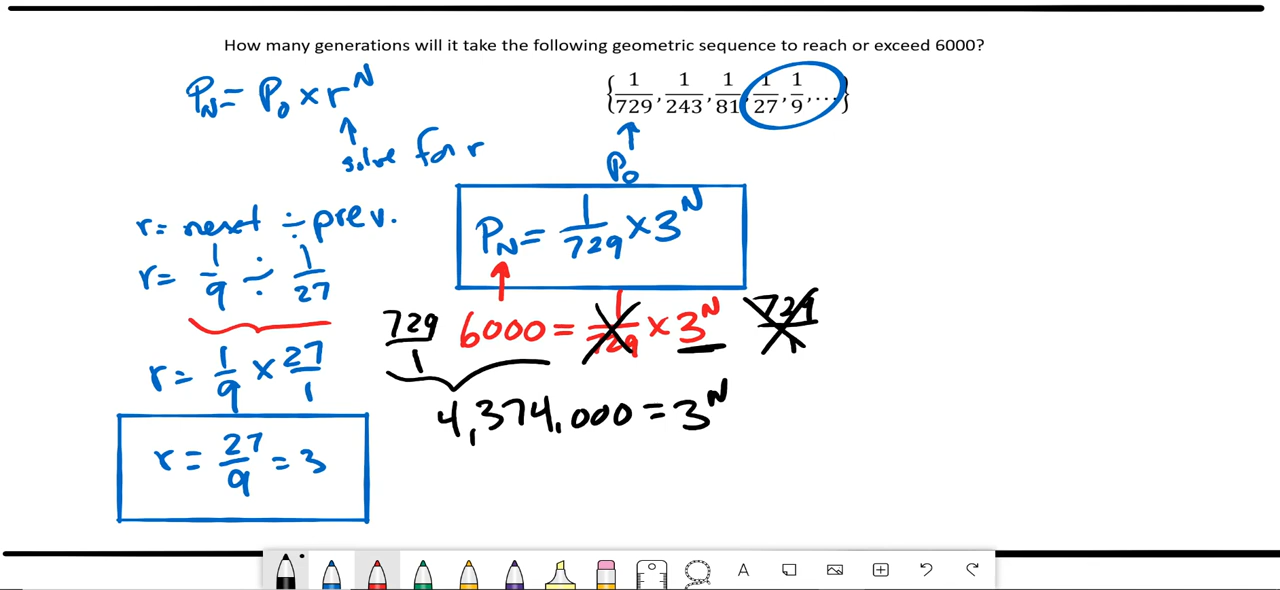 How many generations will it take the following geometric sequence to reach or exceed 6000?
{1/729, 1/243, 1/81, 1/27, 1/9, ...}
P_N = P_0 × r^N
↑
solve for r
↑
P_0
r = next ÷ prev.
r = 1/9 ÷ 1/27
r = 1/9 × 27/1
r = 27/9 = 3
P_N = 1/729 × 3^N
↑
729/1 6000 = 1/729 × 3^N 729/1
4,374,000 = 3^N
A